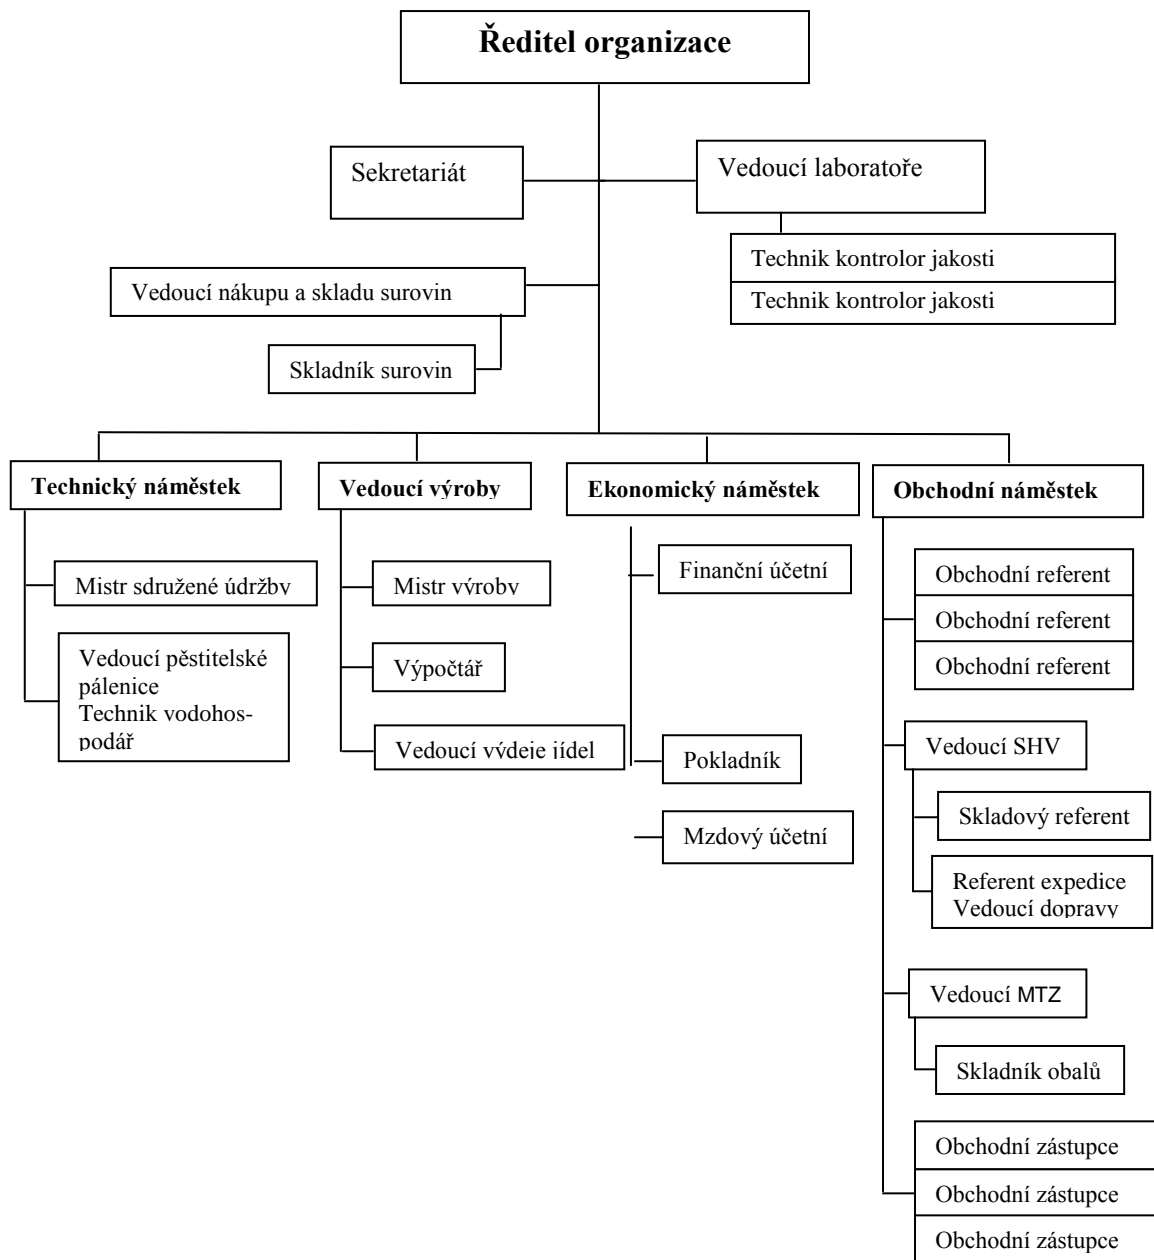 Ředitel organizace
Sekretariát
Vedoucí laboratoře
Technik kontrolor jakosti
Technik kontrolor jakosti
Vedoucí nákupu a skladu surovin
Skladník surovin
Technický náměstek
Vedoucí výroby
Ekonomický náměstek
Obchodní náměstek
Mistr sdružené údržby
Vedoucí pěstitelské
pálenice
Technik vodohos-
podář
Mistr výroby
Výpočtář
Vedoucí výdeje jídel
Finanční účetní
Pokladník
Mzdový účetní
Obchodní referent
Obchodní referent
Obchodní referent
Vedoucí SHV
Skladový referent
Referent expedice
Vedoucí dopravy
Vedoucí MTZ
Skladník obalů
Obchodní zástupce
Obchodní zástupce
Obchodní zástupce